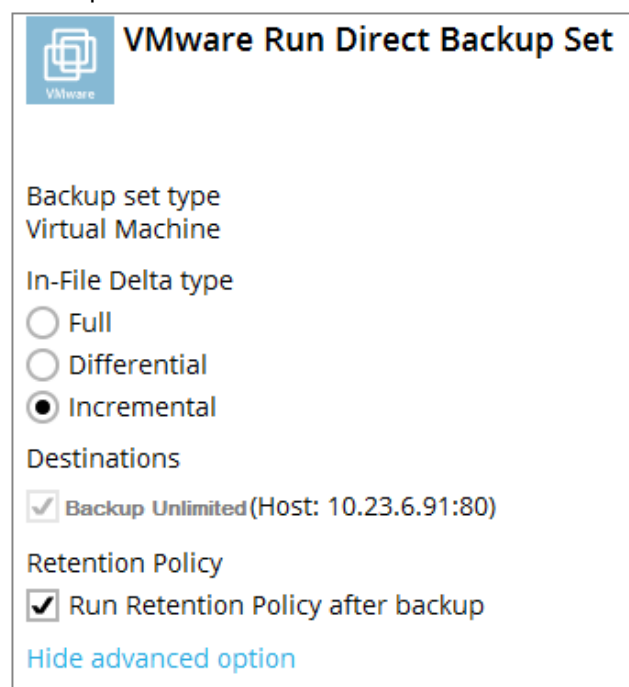 VMware Run Direct Backup Set
VMware
Backup set type
Virtual Machine
In-File Delta type
Full
Differential
Incremental
Destinations
Backup Unlimited (Host: 10.23.6.91:80)
Retention Policy
Run Retention Policy after backup
Hide advanced option